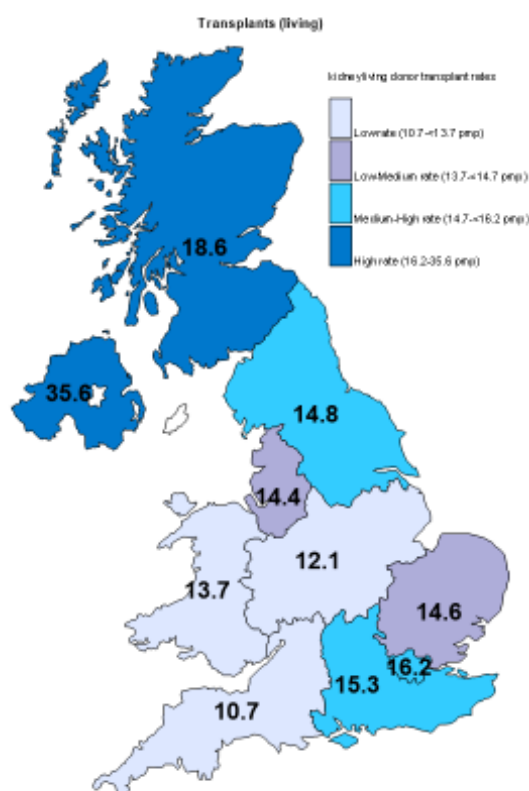 Transplants (living)
kidney living donor transplant rates
Low rate (10.7-<13.7 pmp)
Low-Medium rate (13.7-<14.7 pmp)
Medium-High rate (14.7-<16.2 pmp)
High rate (16.2-35.6 pmp)
18.6
35.6
14.8
14.4
12.1
13.7
14.6
16.2
15.3
10.7